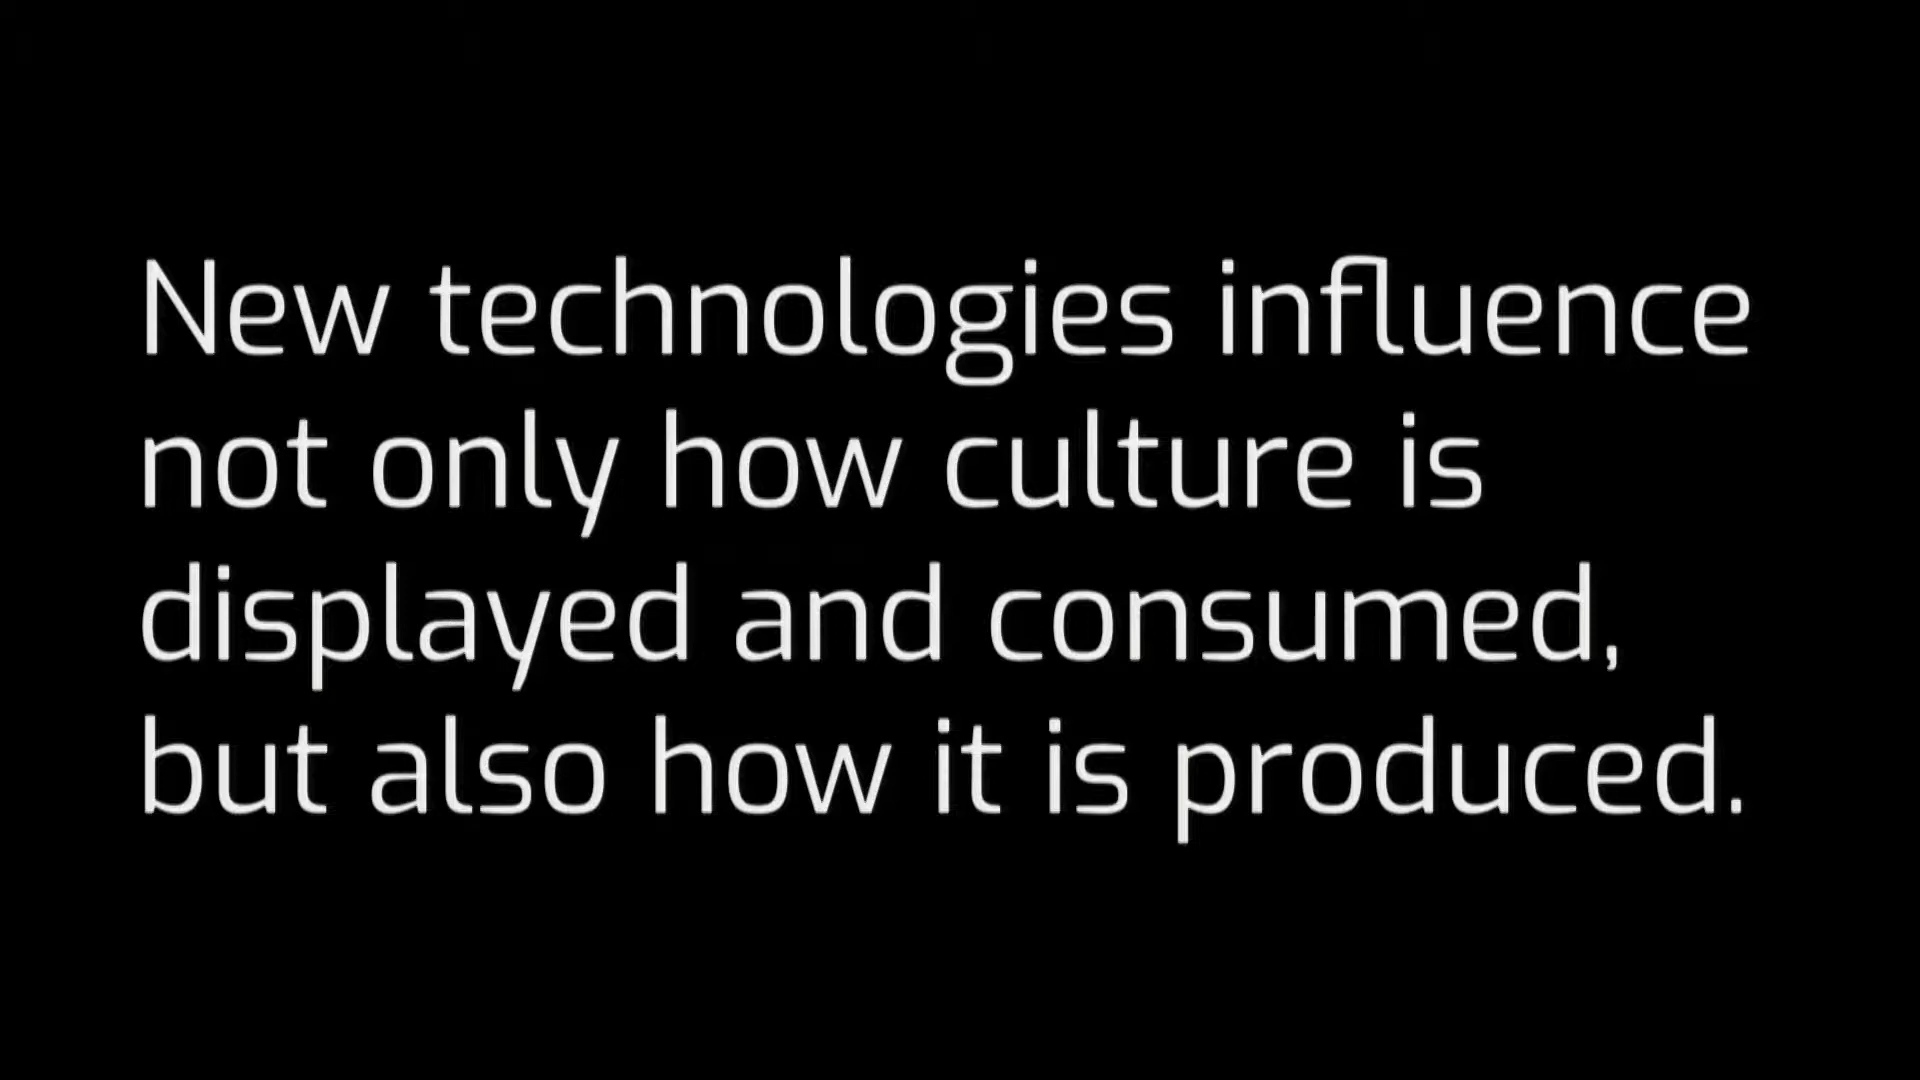 New technologies influence
not only how culture is
displayed and consumed,
but also how it is produced.